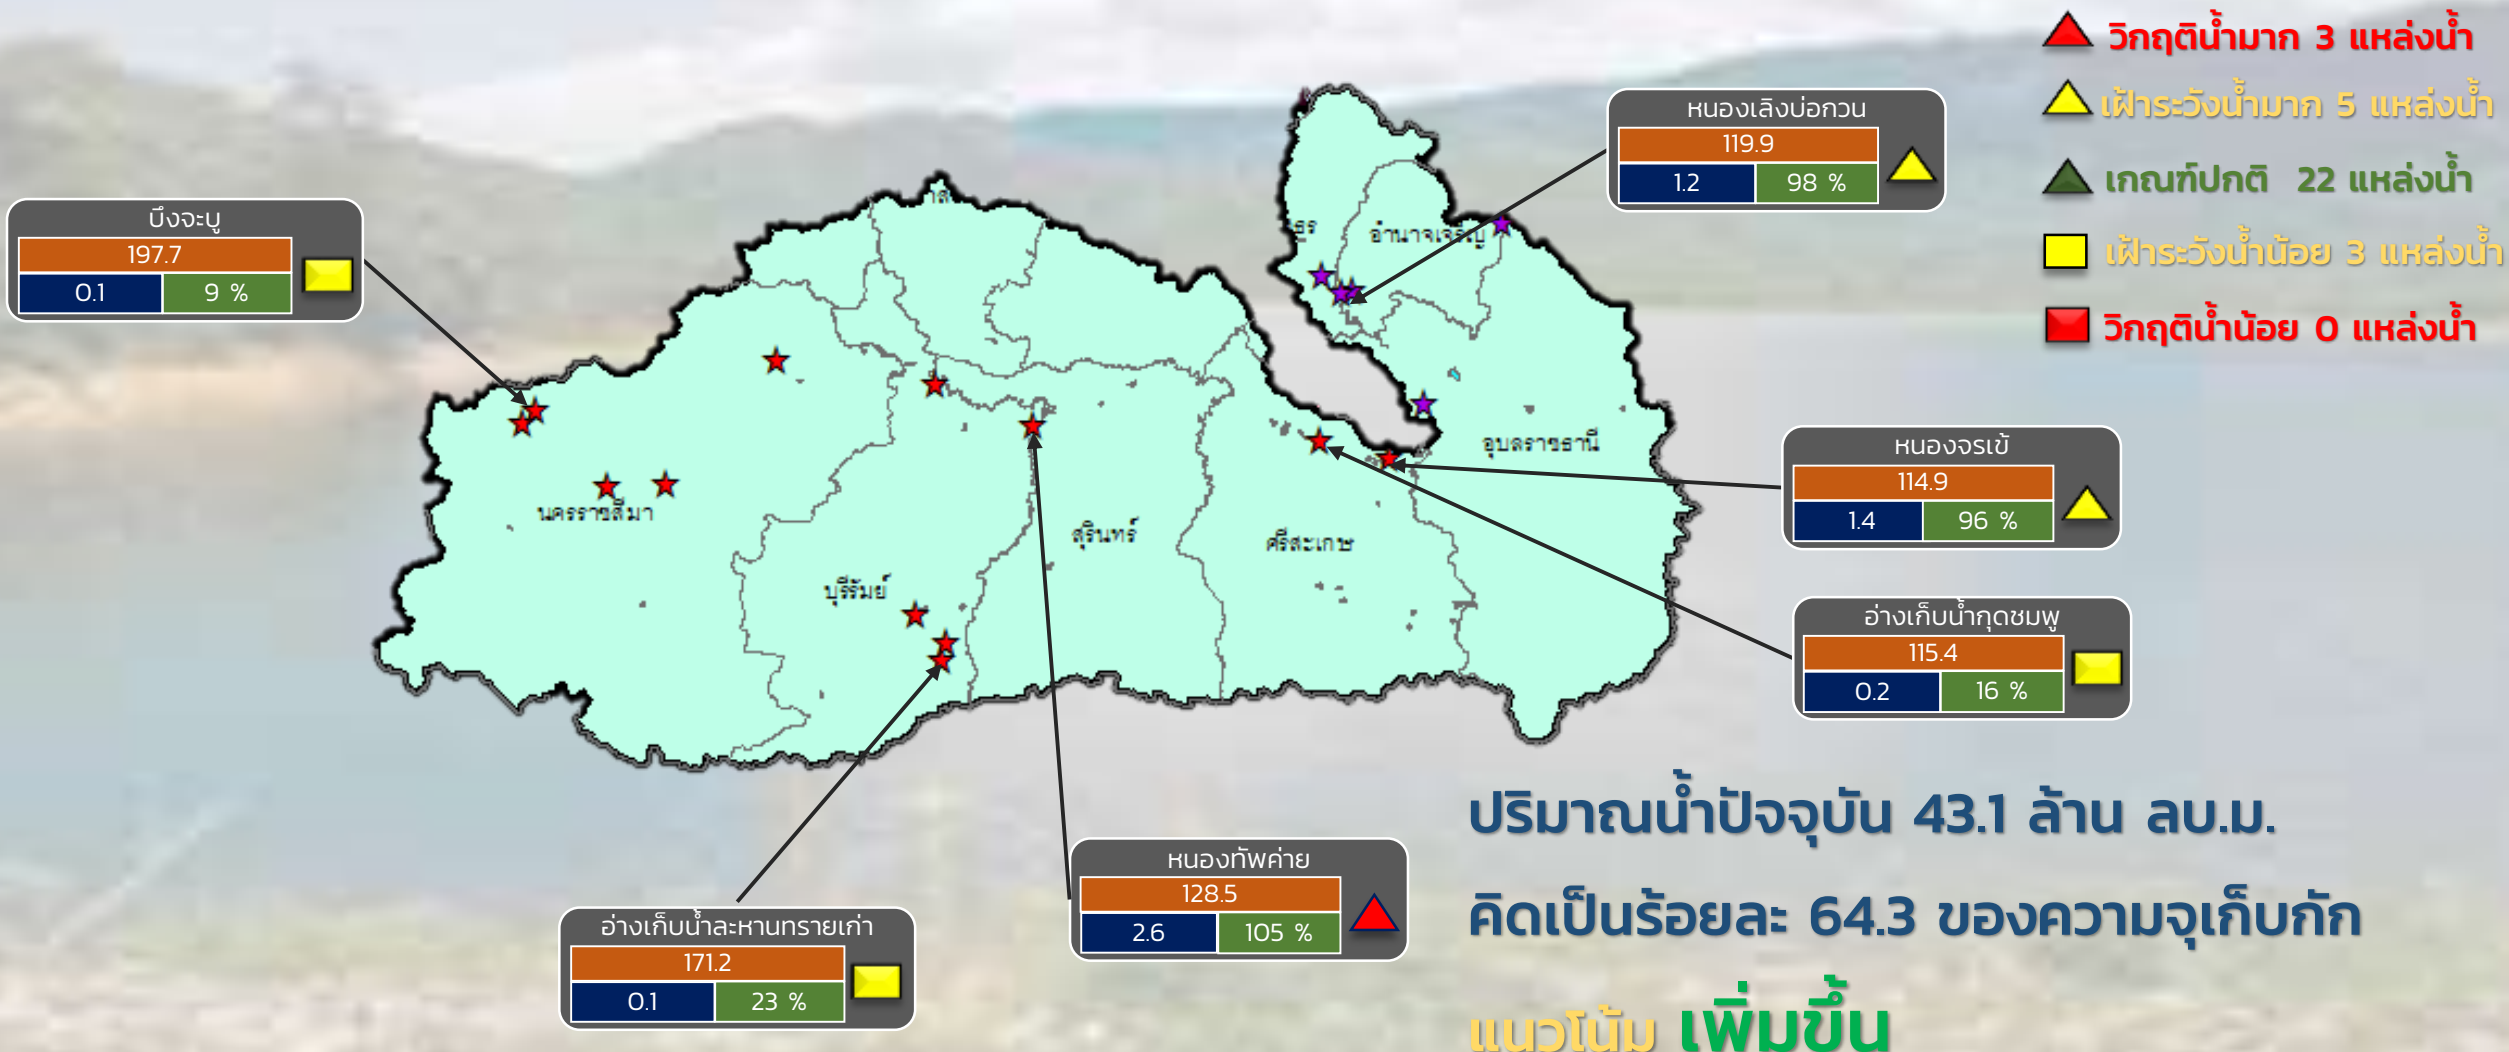 วิกฤติน้ำมาก 3 แหล่งน้ำ
เฝ้าระวังน้ำมาก 5 แหล่งน้ำ
เกณฑ์ปกติ 22 แหล่งน้ำ
เฝ้าระวังน้ำน้อย 3 แหล่งน้ำ
วิกฤติน้ำน้อย 0 แหล่งน้ำ
หนองเลิงบ่อกวน
119.9
1.2 98 %
บึงจะบู
197.7
0.1 9 %
อำนาจเจริญ
อุบลราชธานี
นครราชสีมา
สุรินทร์
ศรีสะเกษ
บุรีรัมย์
หนองจรเข้
114.9
1.4 96 %
อ่างเก็บน้ำกุดชมพู
115.4
0.2 16 %
หนองทัพค่าย
128.5
2.6 105 %
อ่างเก็บน้ำละหานทรายเก่า
171.2
0.1 23 %
ปริมาณน้ำปัจจุบัน 43.1 ล้าน ลบ.ม.
คิดเป็นร้อยละ 64.3 ของความจุเก็บกัก
แนวโน้ม เพิ่มขึ้น